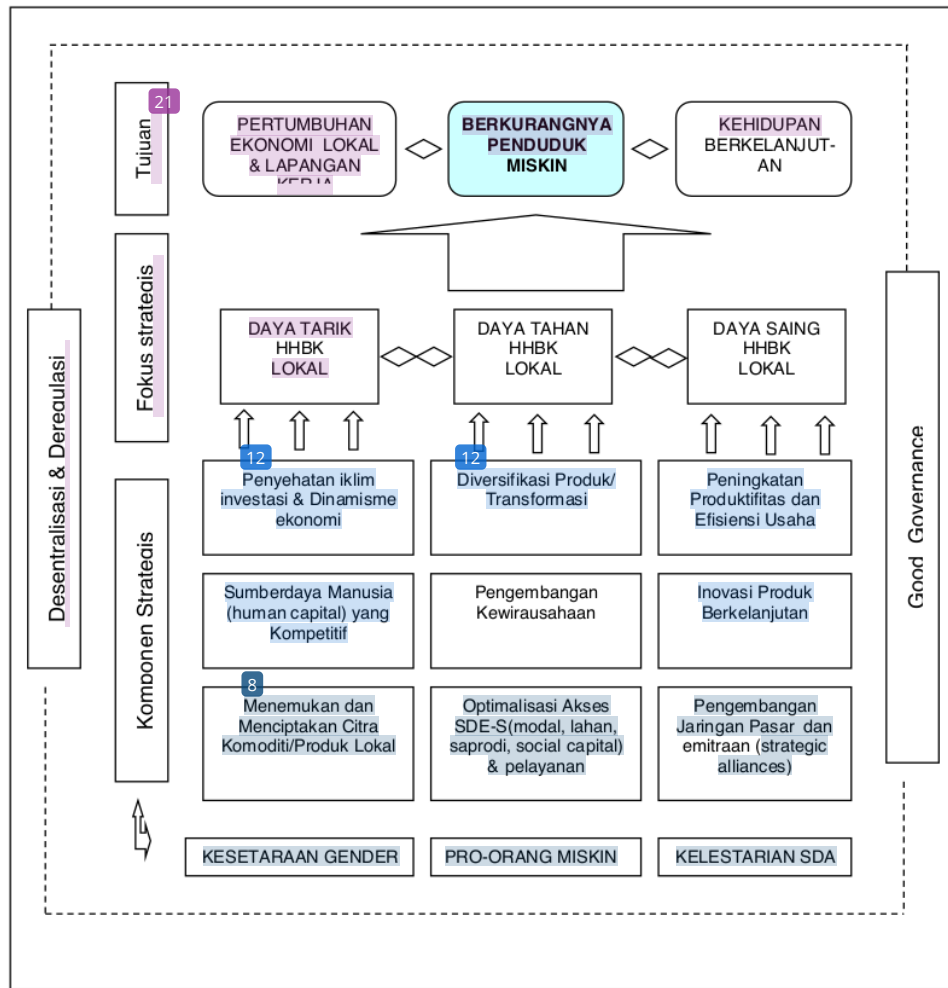 21
Tujuan
PERTUMBUHAN
EKONOMI LOKAL
& LAPANGAN
KERJA
BERKURANGNYA
PENDUDUK
MISKIN
KEHIDUPAN
BERKELANJUT-
AN
Fokus strategis
DAYA TARIK
HHBK
LOKAL
DAYA TAHAN
HHBK
LOKAL
DAYA SAING
HHBK
LOKAL
Desentralisasi & Deregulasi
Good Governance
Komponen Strategis
12
Penyehatan iklim
investasi & Dinamisme
ekonomi
12
Diversifikasi Produk/
Transformasi
Peningkatan
Produktifitas dan
Efisiensi Usaha
Sumberdaya Manusia
(human capital) yang
Kompetitif
Pengembangan
Kewirausahaan
Inovasi Produk
Berkelanjutan
8
Menemukan dan
Menciptakan Citra
Komoditi/Produk Lokal
Optimalisasi Akses
SDE-S(modal, lahan,
saprodi, social capital)
& pelayanan
Pengembangan
Jaringan Pasar dan
emitraan (strategic
alliances)
KESETARAAN GENDER
PRO-ORANG MISKIN
KELESTARIAN SDA